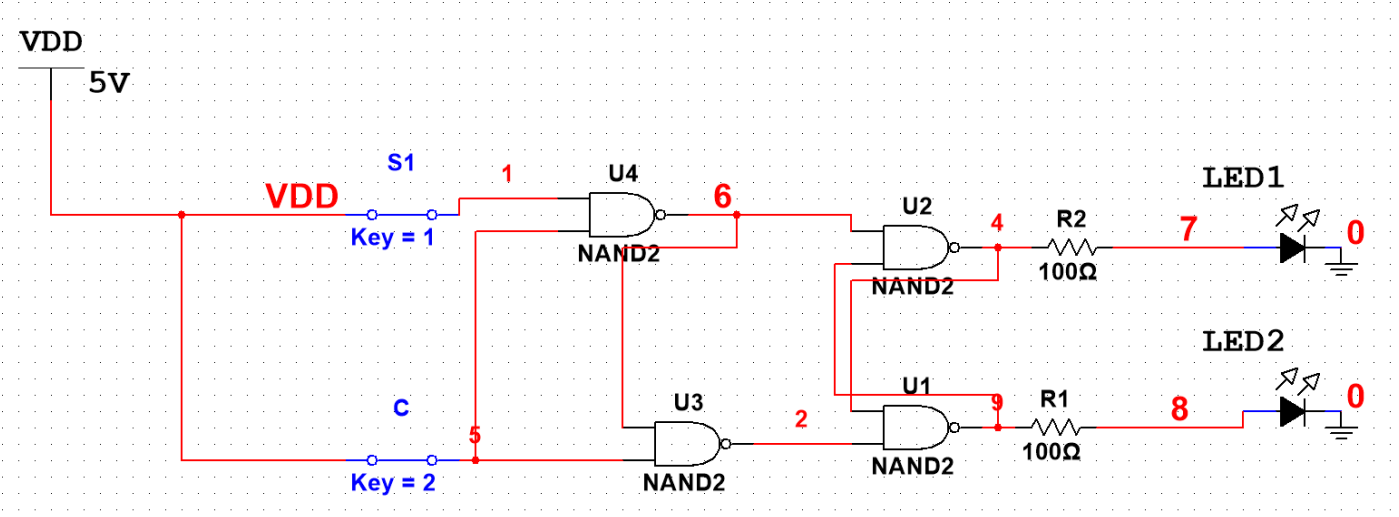 VDD
5V
S1
VDD
Key = 1
1
U4
NAND2
6
U2
NAND2
4
R2
100Ω
7
LED1
0
C
Key = 2
5
U3
NAND2
2
U1
NAND2
9
R1
100Ω
8
LED2
0